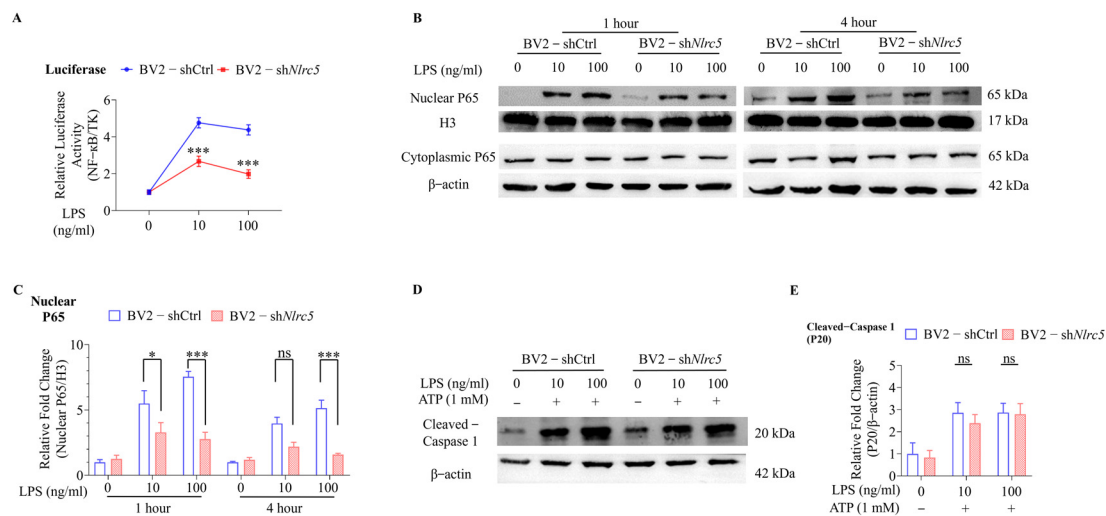 A
Luciferase
BV2 − shCtrl
BV2 − shNlrc5
Relative Luciferase
Activity
(NF−κB/TK)
6
4
2
0
***
***
LPS
(ng/ml)
0
10
100
B
1 hour
4 hour
BV2 − shCtrl
BV2 − shNlrc5
BV2 − shCtrl
BV2 − shNlrc5
LPS (ng/ml)
0
10
100
0
10
100
0
10
100
0
10
100
Nuclear P65
65 kDa
H3
17 kDa
Cytoplasmic P65
65 kDa
β−actin
42 kDa
C
Nuclear
P65
BV2 − shCtrl
BV2 − shNlrc5
Relative Fold Change
(Nuclear P65/H3)
10
5
0
*
***
ns
***
LPS (ng/ml)
0
10
100
0
10
100
1 hour
4 hour
D
BV2 − shCtrl
BV2 − shNlrc5
LPS (ng/ml)
0
10
100
0
10
100
ATP (1 mM)
−
+
+
−
+
+
Cleaved −
Caspase 1
20 kDa
β−actin
42 kDa
E
Cleaved−Caspase 1
(P20)
BV2 − shCtrl
BV2 − shNlrc5
Relative Fold Change
(P20/β−actin)
5
4
3
2
1
0
ns
ns
LPS (ng/ml)
0
10
100
ATP (1 mM)
−
+
+